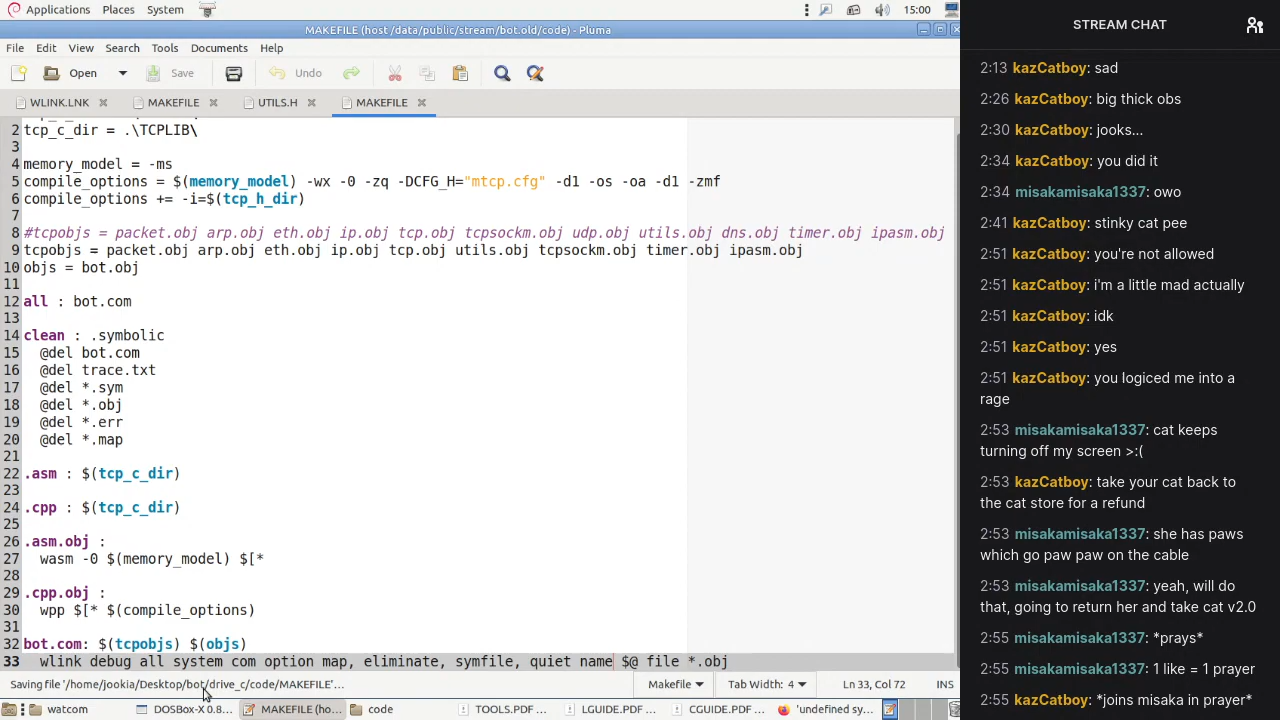 Applications Places System 15:00
MAKEFILE (host /data/public/stream/bot.old/code) - Pluma
File Edit View Search Tools Documents Help
Open Save Undo
WLINK.LNK MAKEFILE UTILS.H MAKEFILE
2 tcp_c_dir = .\TCPLIB\
3
4 memory_model = -ms
5 compile_options = $(memory_model) -wx -0 -zq -DCFG_H="mtcp.cfg" -d1 -os -oa -d1 -zmf
6 compile_options += -i=$(tcp_h_dir)
7
8 #tcpobjs = packet.obj arp.obj eth.obj ip.obj tcp.obj tcpsockm.obj udp.obj utils.obj dns.obj timer.obj ipasm.obj
9 tcpobjs = packet.obj arp.obj eth.obj ip.obj tcp.obj utils.obj tcpsockm.obj timer.obj ipasm.obj
10 objs = bot.obj
11
12 all : bot.com
13
14 clean : .symbolic
15 @del bot.com
16 @del trace.txt
17 @del *.sym
18 @del *.obj
19 @del *.err
20 @del *.map
21
22 .asm : $(tcp_c_dir)
23
24 .cpp : $(tcp_c_dir)
25
26 .asm.obj :
27 wasm -0 $(memory_model) $[*
28
29 .cpp.obj :
30 wpp $[* $(compile_options)
31
32 bot.com: $(tcpobjs) $(objs)
33 wlink debug all system com option map, eliminate, symfile, quiet name $@ file *.obj
Saving file '/home/jookia/Desktop/bot/drive_c/code/MAKEFILE'... Makefile Tab Width: 4 Ln 33, Col 72 INS
watcom DOSBox-X 0.8... MAKEFILE (ho... code TOOLS.PDF ... LGUIDE.PDF ... CGUIDE.PDF ... 'undefined sy...
STREAM CHAT
2:13 kazCatboy: sad
2:26 kazCatboy: big thick obs
2:30 kazCatboy: jooks...
2:34 kazCatboy: you did it
2:34 misakamisaka1337: owo
2:41 kazCatboy: stinky cat pee
2:51 kazCatboy: you're not allowed
2:51 kazCatboy: i'm a little mad actually
2:51 kazCatboy: idk
2:51 kazCatboy: yes
2:51 kazCatboy: you logiced me into a
rage
2:53 misakamisaka1337: cat keeps
turning off my screen >:(
2:53 kazCatboy: take your cat back to
the cat store for a refund
2:53 misakamisaka1337: she has paws
which go paw paw on the cable
2:53 misakamisaka1337: yeah, will do
that, going to return her and take cat v2.0
2:55 misakamisaka1337: *prays*
2:55 misakamisaka1337: 1 like = 1 prayer
2:55 kazCatboy: *joins misaka in prayer*